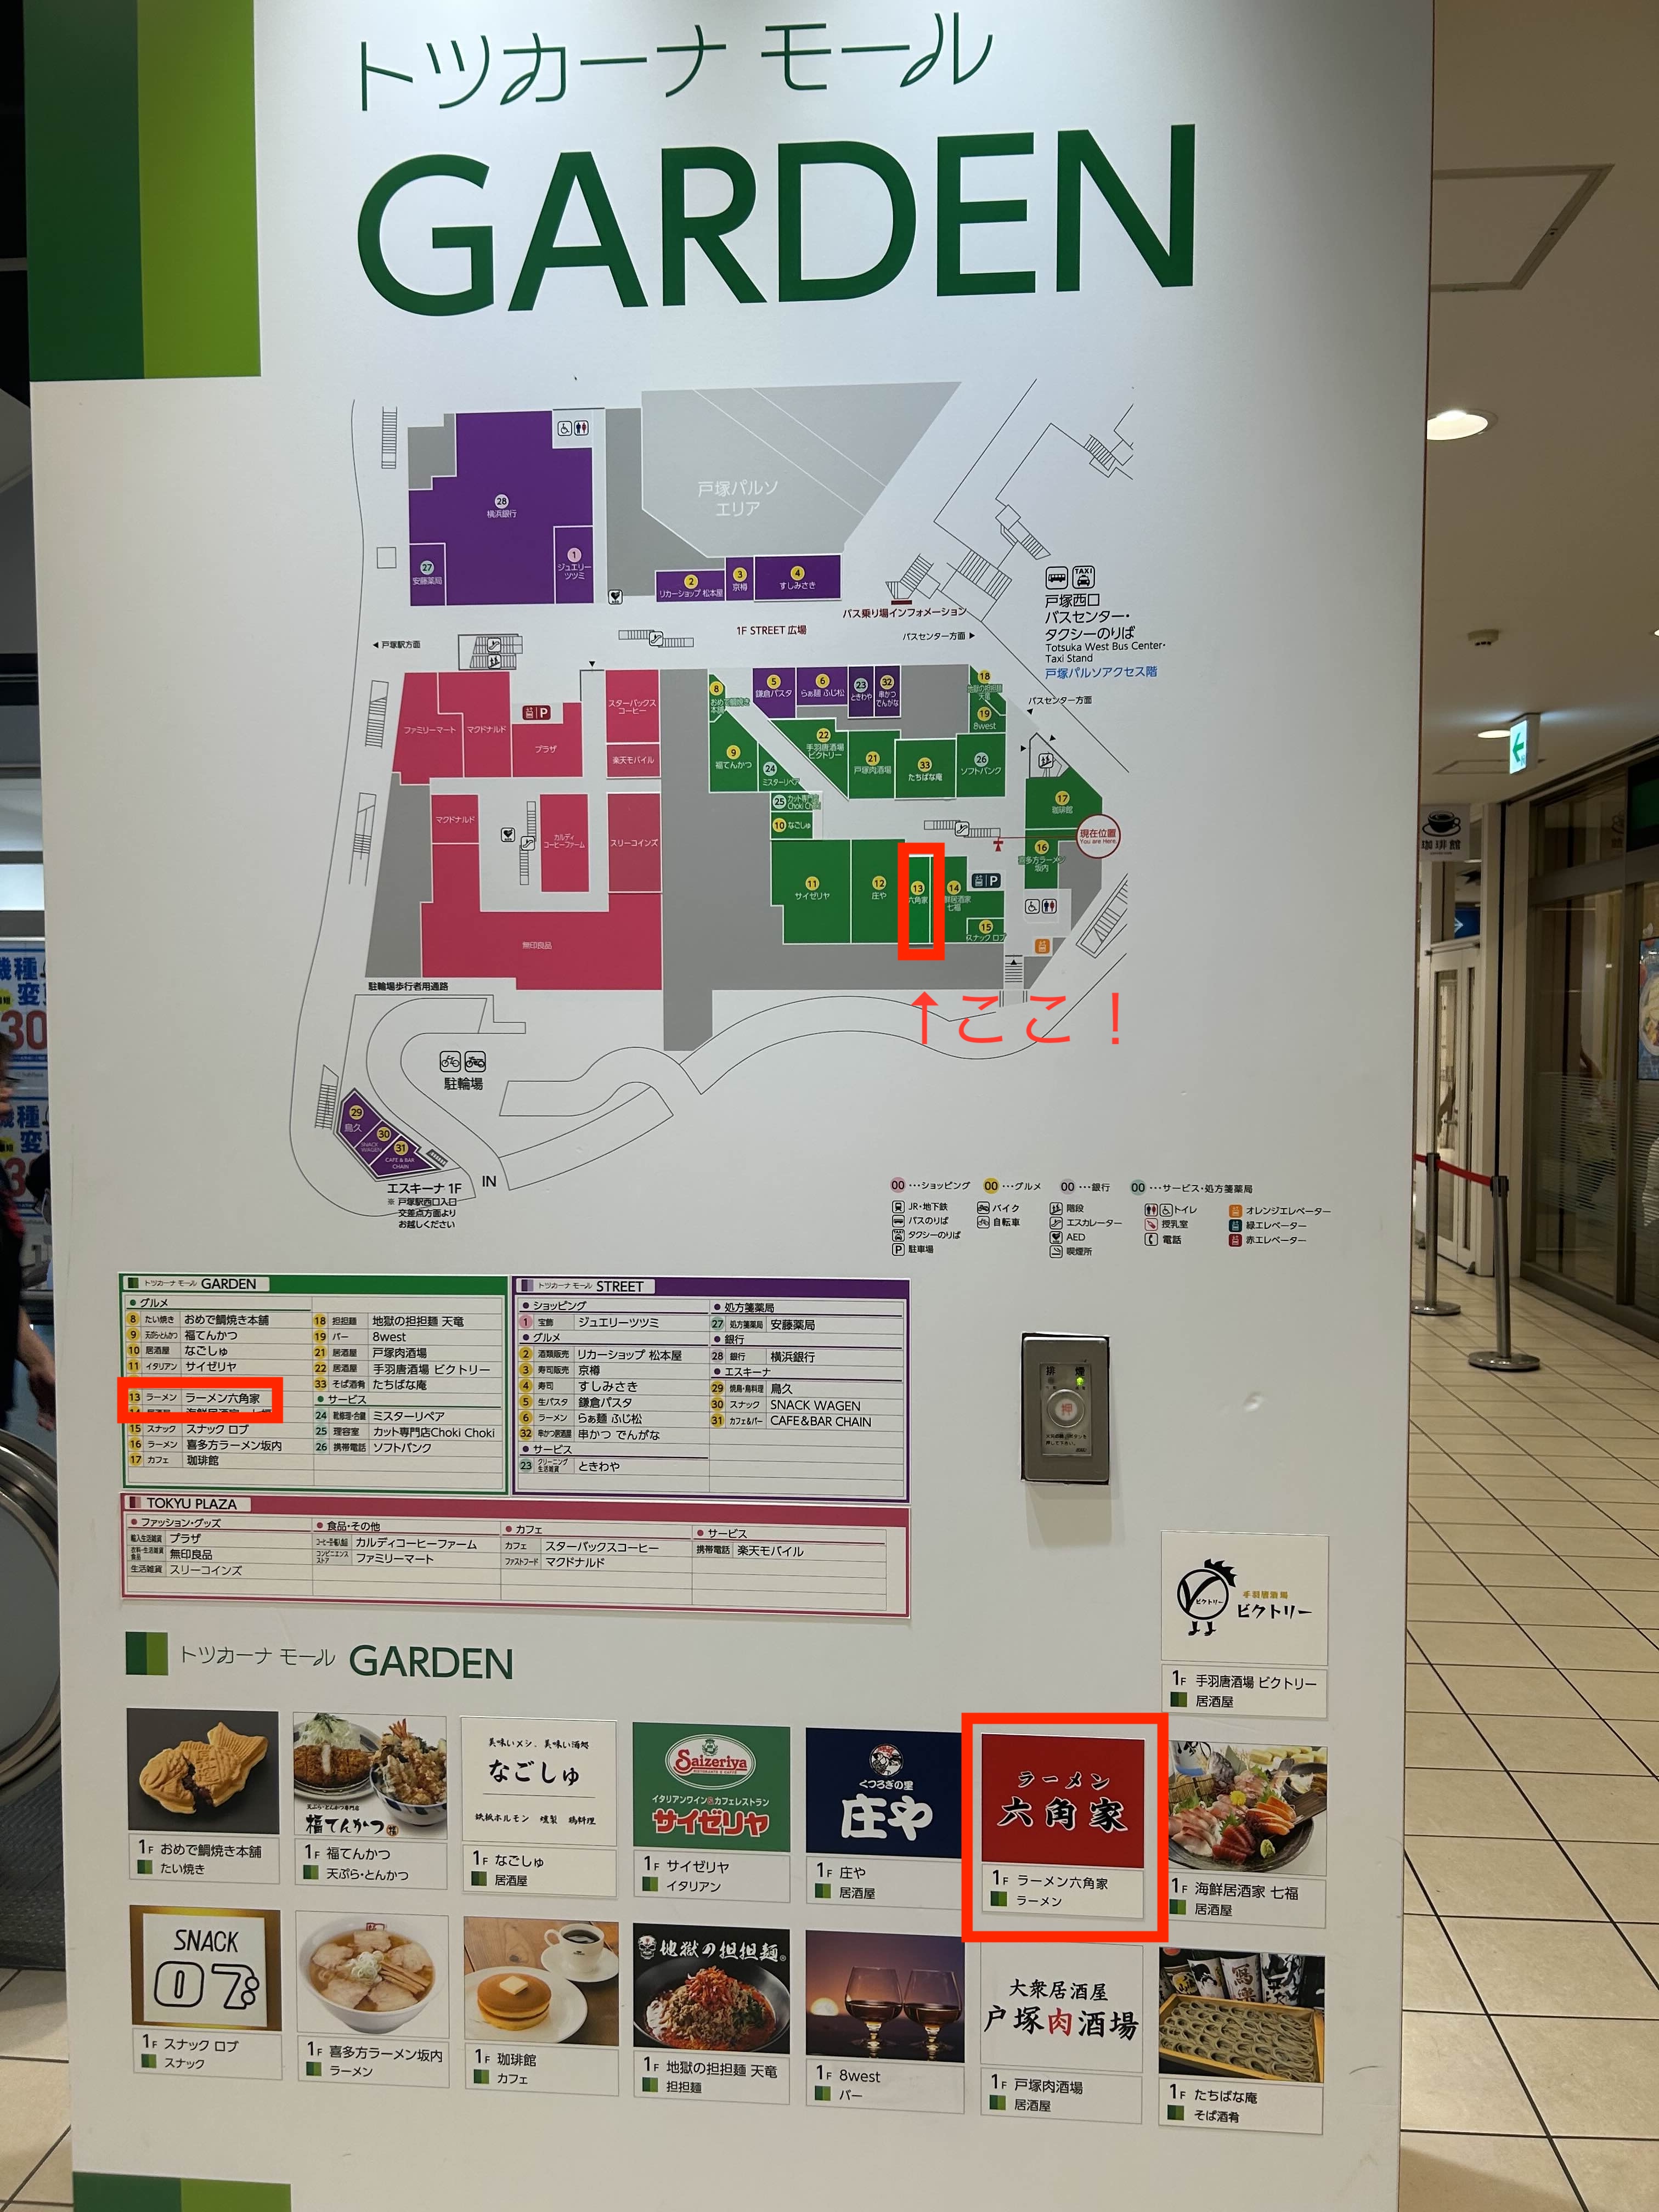 トツカーナ モール
GARDEN
戸塚パルソ
エリア
28
横浜銀行
27
安藤薬局
1
ジュエリー
ツツミ
2
リカーショップ 松本屋
3
京樽
4
すしみさき
バス乗り場インフォメーション
1F STREET 広場
バスセンター方面 ▶
◀ 戸塚駅方面
TAXI
戸塚西口
バスセンター・
タクシーのりば
Totsuka West Bus Center・
Taxi Stand
戸塚パルソアクセス階
バスセンター方面
ファミリーマート
マクドナルド
P
プラザ
スターバックス
コーヒー
楽天モバイル
マクドナルド
カルディ
コーヒーファーム
スリーコインズ
無印良品
8
おめで鯛焼き
本舗
5
鎌倉パスタ
6
らぁ麺 ふじ松
23
ときわや
32
串かつ
でんがな
18
地獄の担担麺
天竜
19
8west
9
福てんかつ
24
ミスターリペア
22
手羽唐酒場
ビクトリー
21
戸塚肉酒場
33
たちばな庵
26
ソフトバンク
25
カット専門店
Choki Choki
10 なごしゅ
17
珈琲館
現在位置
You are Here.
16
喜多方ラーメン
坂内
11
サイゼリヤ
12
庄や
13
六角家
14
鮮居酒家
七福
P
15
スナック ロブ
↑ここ！
駐輪場歩行者用通路
駐輪場
29
鳥久
30
SNACK
WAGEN
31
CAFE & BAR
CHAIN
IN
エスキーナ 1F
※ 戸塚駅西口入口
交差点方面より
お越しください
00 …ショッピング 00 …グルメ 00 …銀行 00 …サービス・処方箋薬局
JR・地下鉄 バイク 階段 トイレ オレンジエレベーター
バスのりば 自転車 エスカレーター 授乳室 緑エレベーター
タクシーのりば AED 電話 赤エレベーター
P 駐車場 喫煙所
トツカーナ モール GARDEN
● グルメ
8 たい焼き おめで鯛焼き本舗
9 天ぷら・とんかつ 福てんかつ
10 居酒屋 なごしゅ
11 イタリアン サイゼリヤ
13 ラーメン ラーメン六角家
14 居酒屋 海鮮居酒家 七福
15 スナック スナック ロブ
16 ラーメン 喜多方ラーメン坂内
17 カフェ 珈琲館
18 担担麺 地獄の担担麺 天竜
19 バー 8west
21 居酒屋 戸塚肉酒場
22 居酒屋 手羽唐酒場 ビクトリー
33 そば酒肴 たちばな庵
● サービス
24 靴修理・合鍵 ミスターリペア
25 理容室 カット専門店Choki Choki
26 携帯電話 ソフトバンク
トツカーナ モール STREET
● ショッピング
1 宝飾 ジュエリーツツミ
● グルメ
2 酒類販売 リカーショップ 松本屋
3 寿司販売 京樽
4 寿司 すしみさき
5 生パスタ 鎌倉パスタ
6 ラーメン らぁ麺 ふじ松
32 串かつ居酒屋 串かつ でんがな
● サービス
23 クリーニング 生活雑貨 ときわや
● 処方箋薬局
27 処方箋薬局 安藤薬局
● 銀行
28 銀行 横浜銀行
● エスキーナ
29 焼鳥・鳥料理 鳥久
30 スナック SNACK WAGEN
31 カフェ&バー CAFE&BAR CHAIN
TOKYU PLAZA
● ファッション・グッズ
輸入生活雑貨 プラザ
衣料・生活雑貨 食品 無印良品
生活雑貨 スリーコインズ
● 食品・その他
コーヒー豆・輸入食品 カルディコーヒーファーム
コンビニエンスストア ファミリーマート
● カフェ
カフェ スターバックスコーヒー
ファストフード マクドナルド
● サービス
携帯電話 楽天モバイル
排 煙
押
手羽唐酒場
ビクトリー
1F 手羽唐酒場 ビクトリー
居酒屋
トツカーナ モール GARDEN
1F おめで鯛焼き本舗
たい焼き
天ぷら・とんかつ専門店
福てんかつ
1F 福てんかつ
天ぷら・とんかつ
美味いメシ、美味い酒処
なごしゅ
鉄板ホルモン 燻製 鶏料理
1F なごしゅ
居酒屋
Saizeriya
イタリアンワイン&カフェレストラン
サイゼリヤ
1F サイゼリヤ
イタリアン
くつろぎの里
庄や
1F 庄や
居酒屋
ラーメン
六角家
1F ラーメン六角家
ラーメン
1F 海鮮居酒家 七福
居酒屋
SNACK
ロブ
1F スナック ロブ
スナック
1F 喜多方ラーメン坂内
ラーメン
1F 珈琲館
カフェ
地獄の担担麺
1F 地獄の担担麺 天竜
担担麺
1F 8west
バー
大衆居酒屋
戸塚肉酒場
1F 戸塚肉酒場
居酒屋
1F たちばな庵
そば酒肴
珈琲館
機種
変
30